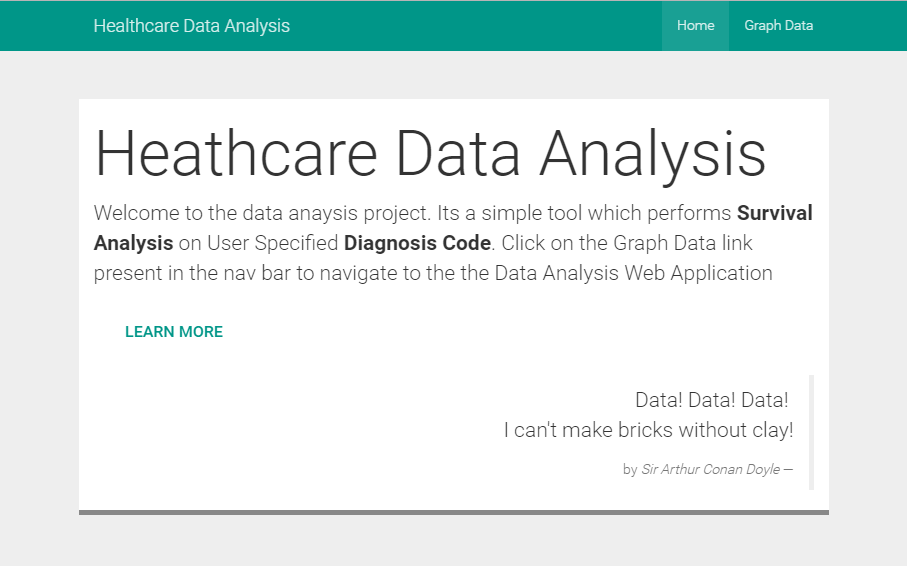 Healthcare Data Analysis
Home
Graph Data
Heathcare Data Analysis
Welcome to the data anaysis project. Its a simple tool which performs Survival
Analysis on User Specified Diagnosis Code. Click on the Graph Data link
present in the nav bar to navigate to the the Data Analysis Web Application
LEARN MORE
Data! Data! Data!
I can't make bricks without clay!
by Sir Arthur Conan Doyle —